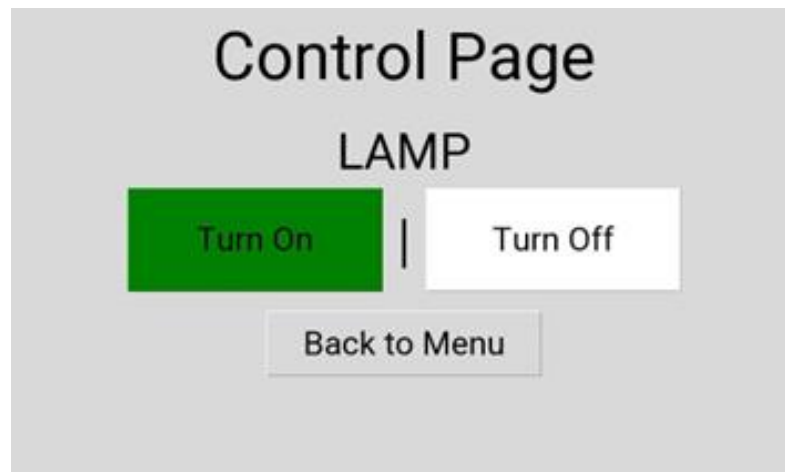 Control Page
LAMP
Turn On | Turn Off
Back to Menu